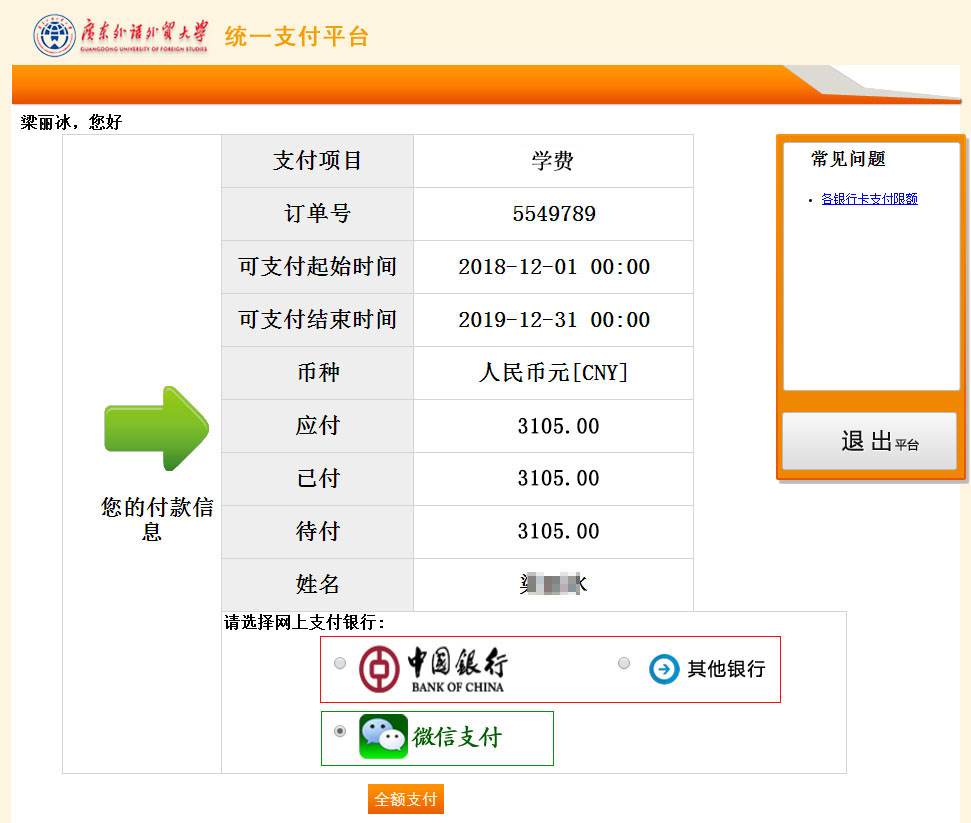 广东外语外贸大学 统一支付平台
GUANGDONG UNIVERSITY OF FOREIGN STUDIES
梁丽冰，您好
支付项目 学费
订单号 5549789
可支付起始时间 2018-12-01 00:00
可支付结束时间 2019-12-31 00:00
币种 人民币元[CNY]
应付 3105.00
已付 3105.00
待付 3105.00
姓名
您的付款信
息
请选择网上支付银行：
中国银行 其他银行
BANK OF CHINA
微信支付
全额支付
常见问题
各银行卡支付限额
退出平台